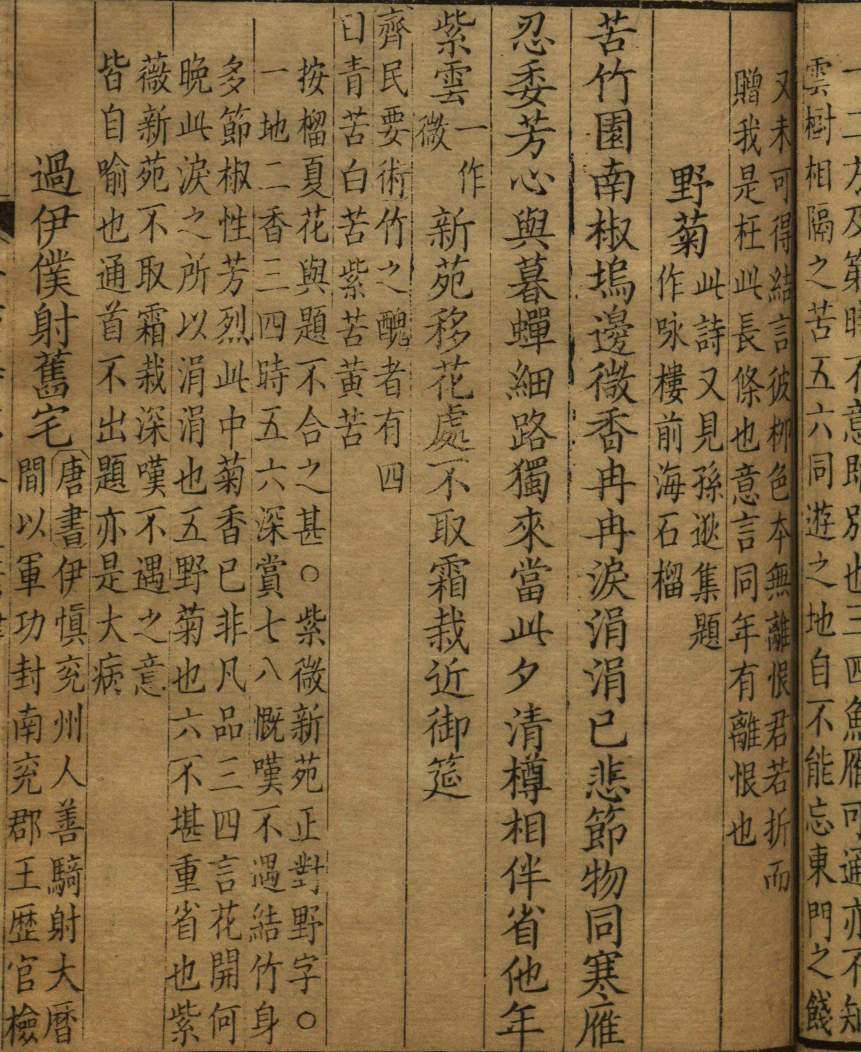 一二方及第時不意即別也三四魚雁可通亦不知
雲樹相隔之苦五六同遊之地自不能忘東門之餞
又未可得結言彼柳色本無離恨君若折而
贈我是枉此長條也意言同年有離恨也
野菊此詩又見孫逖集題
作咏樓前海石榴
苦竹園南椒塢邊微香冉冉淚涓涓已悲節物同寒雁
忍委芳心與暮蟬細路獨來當此夕清樽相伴省他年
紫雲一作
微新苑移花處不取霜栽近御筵
齊民要術竹之醜者有四
曰青苦白苦紫苦黃苦
按榴夏花與題不合之甚○紫微新苑正對野字○
一地二香三四時五六深賞七八慨嘆不遇結竹身
多節椒性芳烈此中菊香已非凡品三四言花開何
晚此淚之所以涓涓也五野菊也六不堪重省也紫
薇新苑不取霜栽深嘆不遇之意
皆自喻也通首不出題亦是大病
過伊僕射舊宅唐書伊慎兗州人善騎射大曆
間以軍功封南兗郡王歷官檢